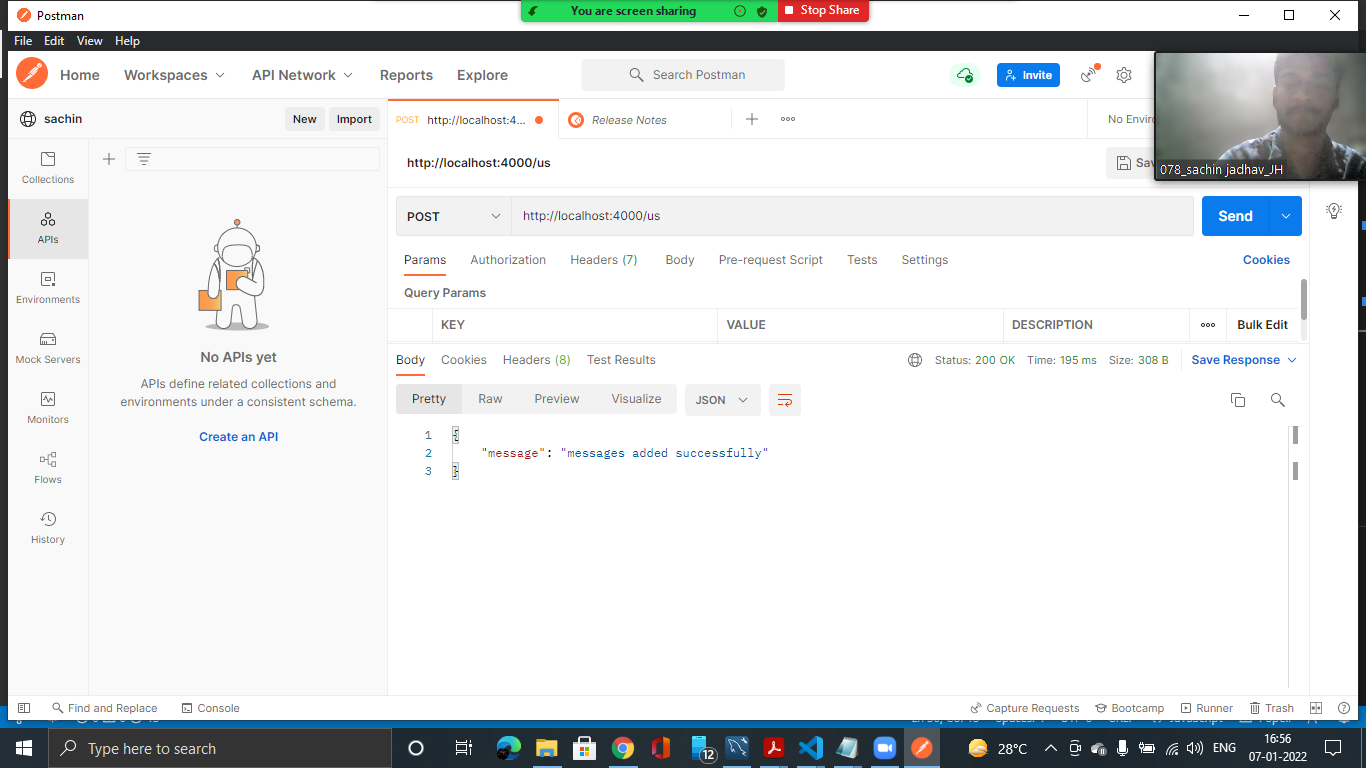 Postman
You are screen sharing
Stop Share
File Edit View Help
Home Workspaces API Network Reports Explore
Search Postman
Invite
sachin
New Import
POST http://localhost:4... Release Notes
No Enviro
078_sachin jadhav_JH
http://localhost:4000/us
Sav
Collections
APIs
Environments
Mock Servers
Monitors
Flows
History
No APIs yet
APIs define related collections and
environments under a consistent schema.
Create an API
POST http://localhost:4000/us Send
Params Authorization Headers (7) Body Pre-request Script Tests Settings Cookies
Query Params
KEY VALUE DESCRIPTION Bulk Edit
Body Cookies Headers (8) Test Results Status: 200 OK Time: 195 ms Size: 308 B Save Response
Pretty Raw Preview Visualize JSON
1 {
2 "message": "messages added successfully"
3 }
Find and Replace Console Capture Requests Bootcamp Runner Trash
Type here to search
12
28°C
ENG
16:56
07-01-2022